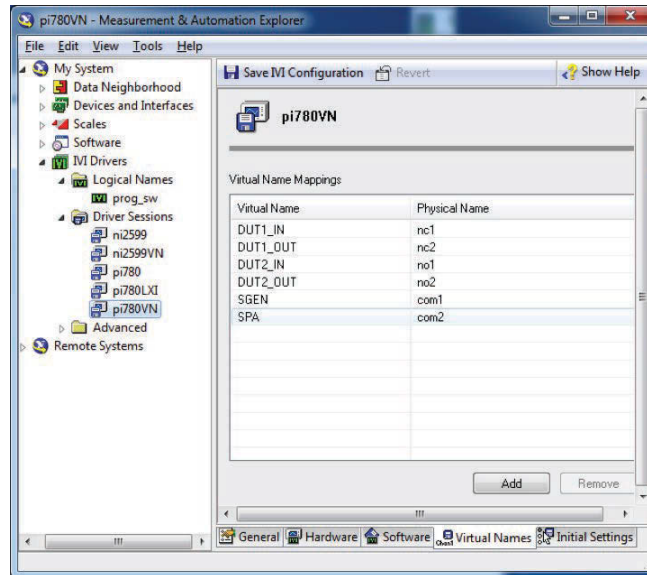 pi780VN - Measurement & Automation Explorer
File Edit View Tools Help
My System
Data Neighborhood
Devices and Interfaces
Scales
Software
IVI Drivers
Logical Names
prog_sw
Driver Sessions
ni2599
ni2599VN
pi780
pi780LXI
pi780VN
Advanced
Remote Systems
Save IVI Configuration Revert Show Help
pi780VN
Virtual Name Mappings
Virtual Name Physical Name
DUT1_IN nc1
DUT1_OUT nc2
DUT2_IN no1
DUT2_OUT no2
SGEN com1
SPA com2
Add Remove
General Hardware Software Virtual Names Initial Settings